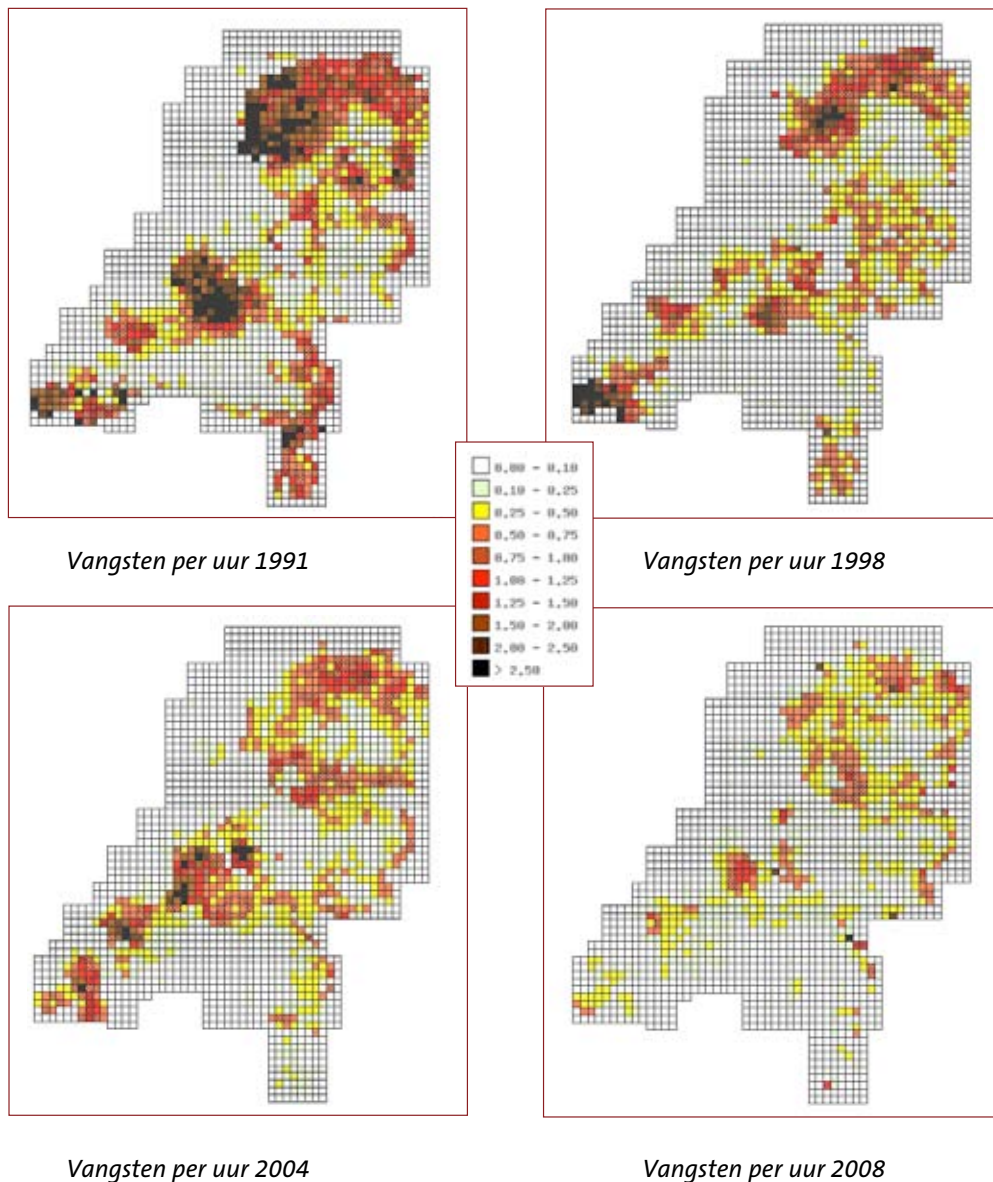 0,00 - 0,10
0,10 - 0,25
0,25 - 0,50
0,50 - 0,75
0,75 - 1,00
1,00 - 1,25
1,25 - 1,50
1,50 - 2,00
2,00 - 2,50
> 2,50
Vangsten per uur 1991
Vangsten per uur 1998
Vangsten per uur 2004
Vangsten per uur 2008